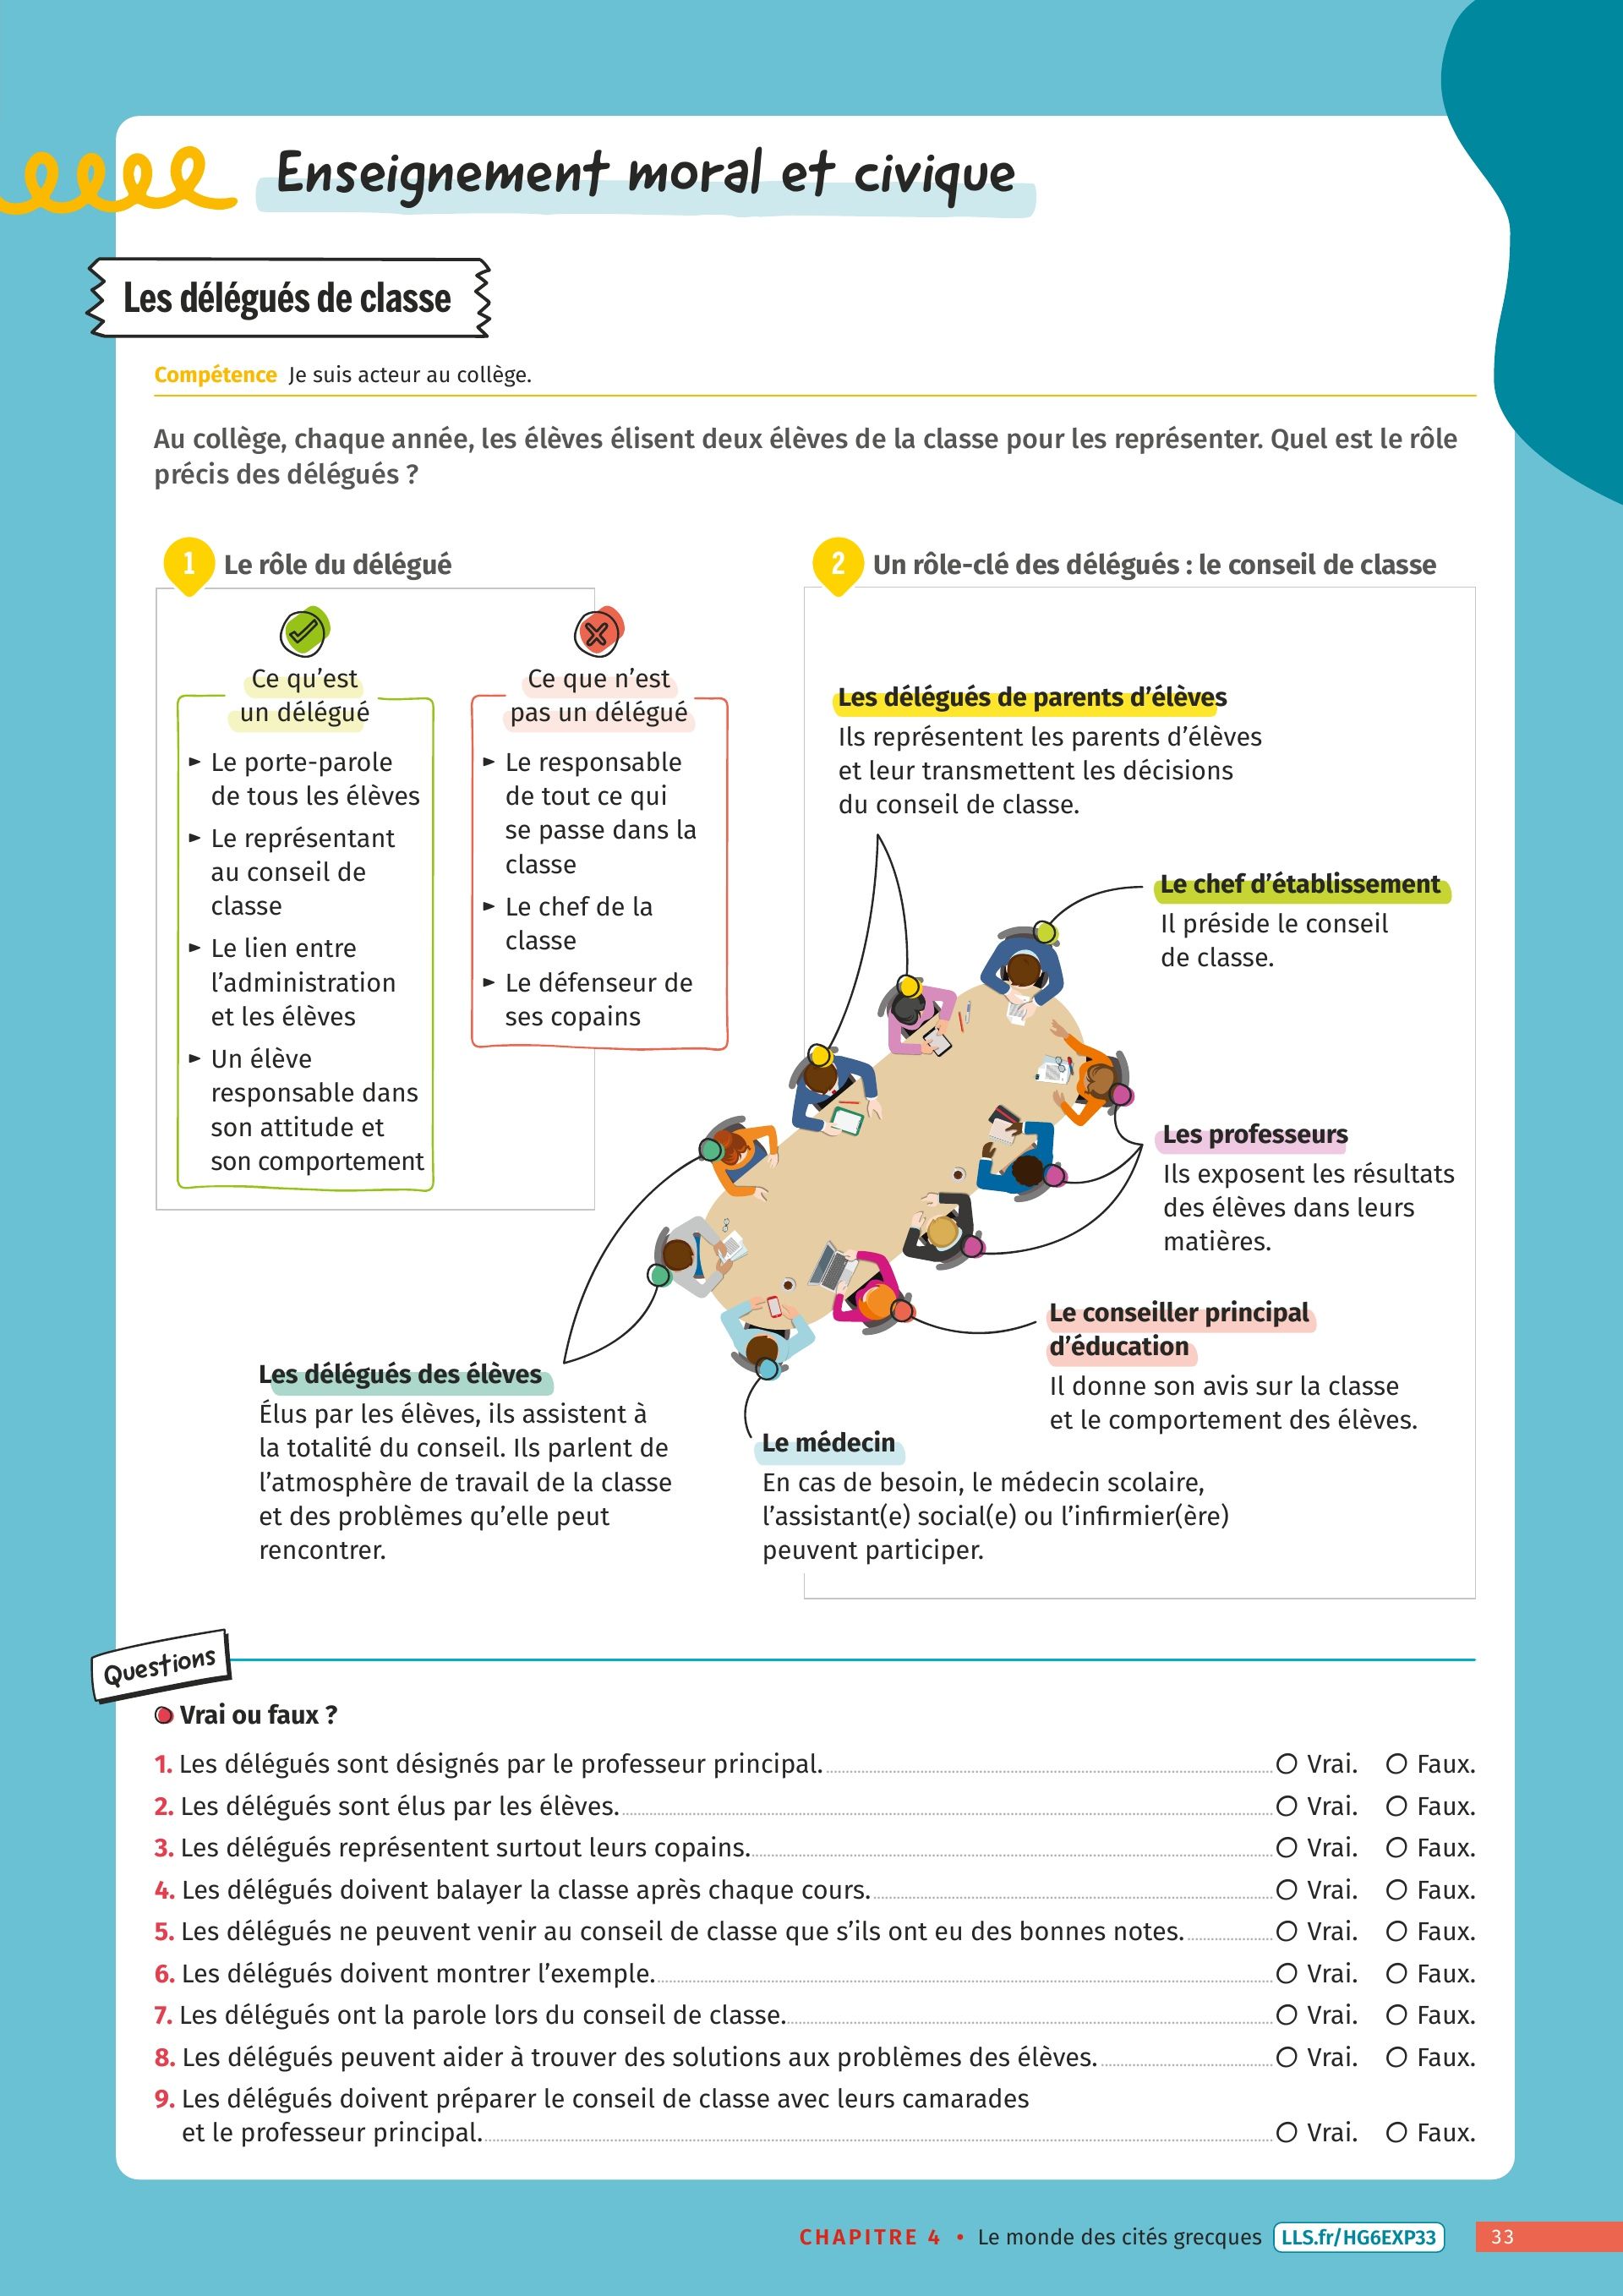 Enseignement moral et civique
Les délégués de classe
Compétence Je suis acteur au collège.
Au collège, chaque année, les élèves élisent deux élèves de la classe pour les représenter. Quel est le rôle
précis des délégués ?
1 Le rôle du délégué
Ce qu’est
un délégué
► Le porte-parole
de tous les élèves
► Le représentant
au conseil de
classe
► Le lien entre
l’administration
et les élèves
► Un élève
responsable dans
son attitude et
son comportement
Ce que n’est
pas un délégué
► Le responsable
de tout ce qui
se passe dans la
classe
► Le chef de la
classe
► Le défenseur de
ses copains
2 Un rôle-clé des délégués : le conseil de classe
Les délégués de parents d’élèves
Ils représentent les parents d’élèves
et leur transmettent les décisions
du conseil de classe.
Le chef d’établissement
Il préside le conseil
de classe.
Les professeurs
Ils exposent les résultats
des élèves dans leurs
matières.
Le conseiller principal
d’éducation
Il donne son avis sur la classe
et le comportement des élèves.
Les délégués des élèves
Élus par les élèves, ils assistent à
la totalité du conseil. Ils parlent de
l’atmosphère de travail de la classe
et des problèmes qu’elle peut
rencontrer.
Le médecin
En cas de besoin, le médecin scolaire,
l’assistant(e) social(e) ou l’infirmier(ère)
peuvent participer.
Questions
Vrai ou faux ?
1. Les délégués sont désignés par le professeur principal. Vrai. Faux.
2. Les délégués sont élus par les élèves. Vrai. Faux.
3. Les délégués représentent surtout leurs copains. Vrai. Faux.
4. Les délégués doivent balayer la classe après chaque cours. Vrai. Faux.
5. Les délégués ne peuvent venir au conseil de classe que s’ils ont eu des bonnes notes. Vrai. Faux.
6. Les délégués doivent montrer l’exemple. Vrai. Faux.
7. Les délégués ont la parole lors du conseil de classe. Vrai. Faux.
8. Les délégués peuvent aider à trouver des solutions aux problèmes des élèves. Vrai. Faux.
9. Les délégués doivent préparer le conseil de classe avec leurs camarades
et le professeur principal. Vrai. Faux.
CHAPITRE 4 • Le monde des cités grecques LLS.fr/HG6EXP33 33